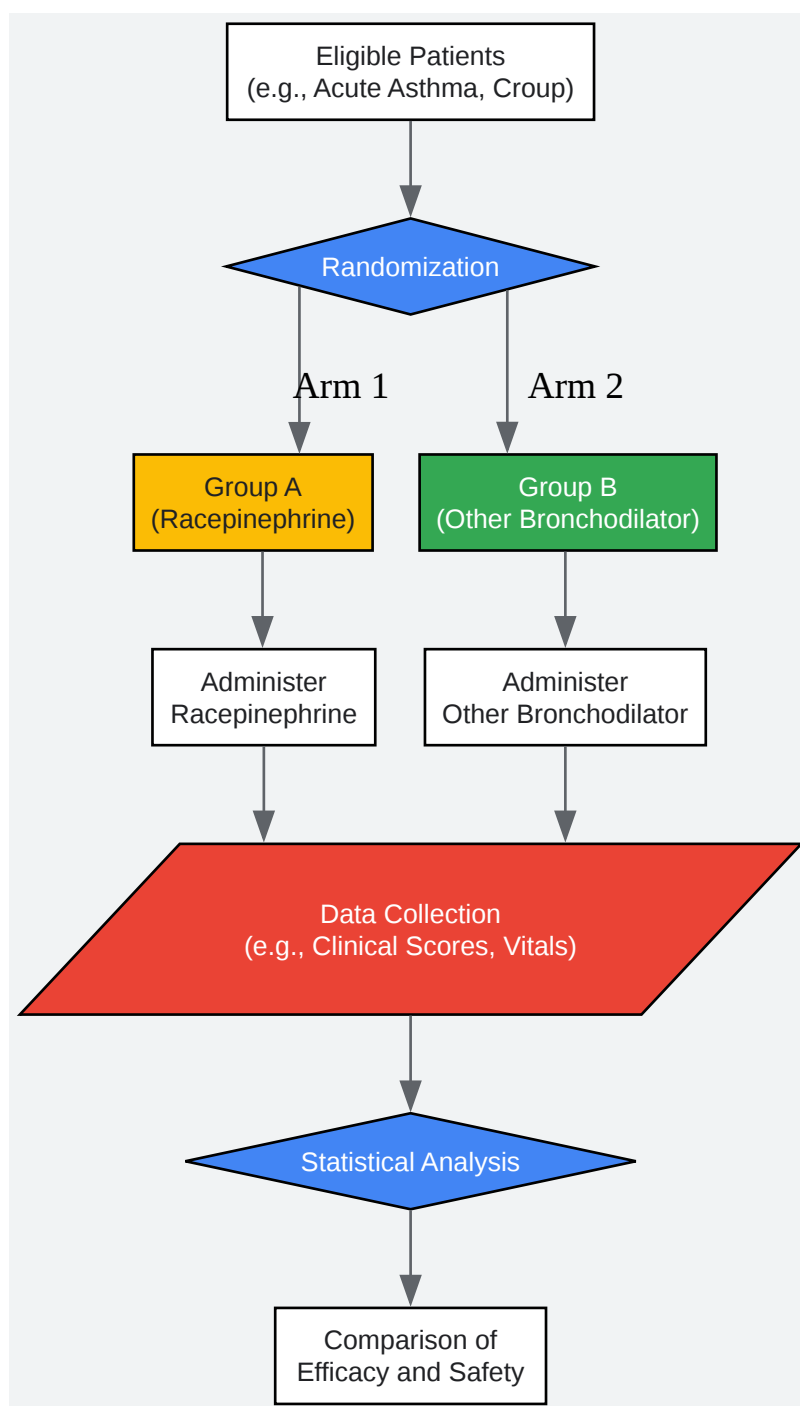 Eligible Patients
(e.g., Acute Asthma, Croup)
Randomization
Arm 1
Arm 2
Group A
(Racepinephrine)
Group B
(Other Bronchodilator)
Administer
Racepinephrine
Administer
Other Bronchodilator
Data Collection
(e.g., Clinical Scores, Vitals)
Statistical Analysis
Comparison of
Efficacy and Safety